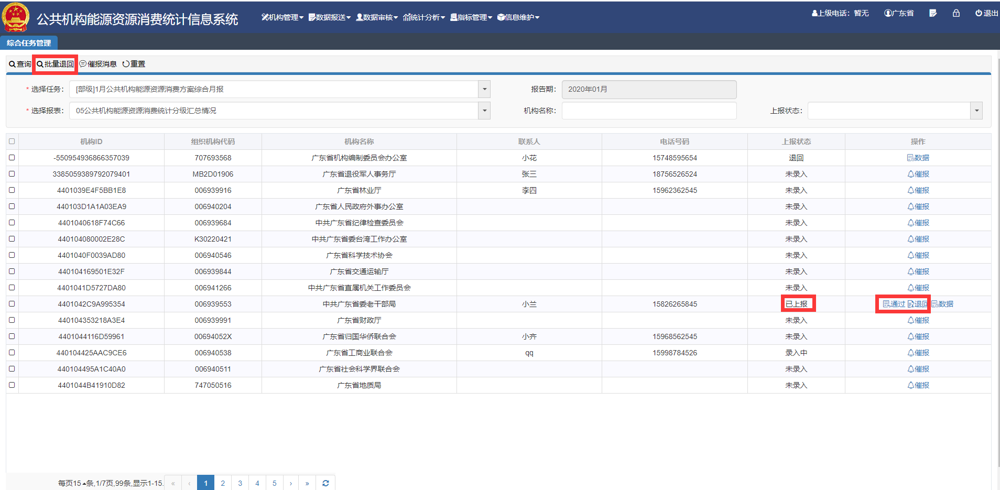 公共机构能源资源消费统计信息系统 机构管理 数据报送 数据审核 统计分析 指标管理 信息维护 上级电话：暂无 广东省 退出
综合任务管理
查询 批量退回 催报消息 重置
* 选择任务： [部级]1月公共机构能源资源消费方案综合月报 报告期： 2020年01月
* 选择报表： 05公共机构能源资源消费统计分级汇总情况 机构名称： 上报状态：
机构ID 组织机构代码 机构名称 联系人 电话号码 上报状态 操作
-550954936866357039 707693568 广东省机构编制委员会办公室 小花 15748595654 退回 数据
3385059389792079401 MB2D01906 广东省退役军人事务厅 张三 18756526524 未录入 催报
4401039E4F5BB1E8 006939916 广东省林业厅 李四 15962362545 未录入 催报
440103D1A1A03EA9 006940204 广东省人民政府外事办公室 未录入 催报
4401040618F74C66 006939684 中共广东省纪律检查委员会 未录入 催报
440104080002E28C K30220421 中共广东省委台湾工作办公室 未录入 催报
4401040F0039AD80 006940546 广东省科学技术协会 未录入 催报
440104169501E32F 006939844 广东省交通运输厅 未录入 催报
4401041D5727DA80 006941266 中共广东省直属机关工作委员会 未录入 催报
4401042C9A995354 006939553 中共广东省委老干部局 小兰 15826265845 已上报 通过 退回 数据
440104353218A3E4 006939991 广东省财政厅 未录入 催报
4401044116D59961 00694052X 广东省归国华侨联合会 小齐 15968562545 未录入 催报
440104425AAC9CE6 006940538 广东省工商业联合会 qq 15998784526 录入中 催报
440104495A1C40A0 006940511 广东省社会科学界联合会 未录入 催报
4401044B41910D82 747050516 广东省地质局 未录入 催报
每页15条,1/7页,99条,显示1-15. « ‹ 1 2 3 4 5 › »